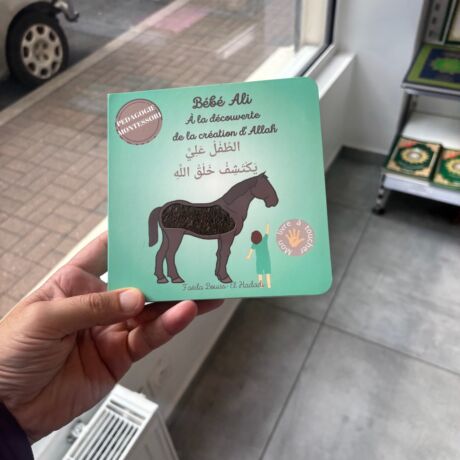 Bébé Ali
À la découverte
de la création d'Allah
الطِّفْلُ عَلِيٌّ
يَكْتَشِفُ خَلْقَ اللهِ
PÉDAGOGIE
MONTESSORI
Mon livre à toucher